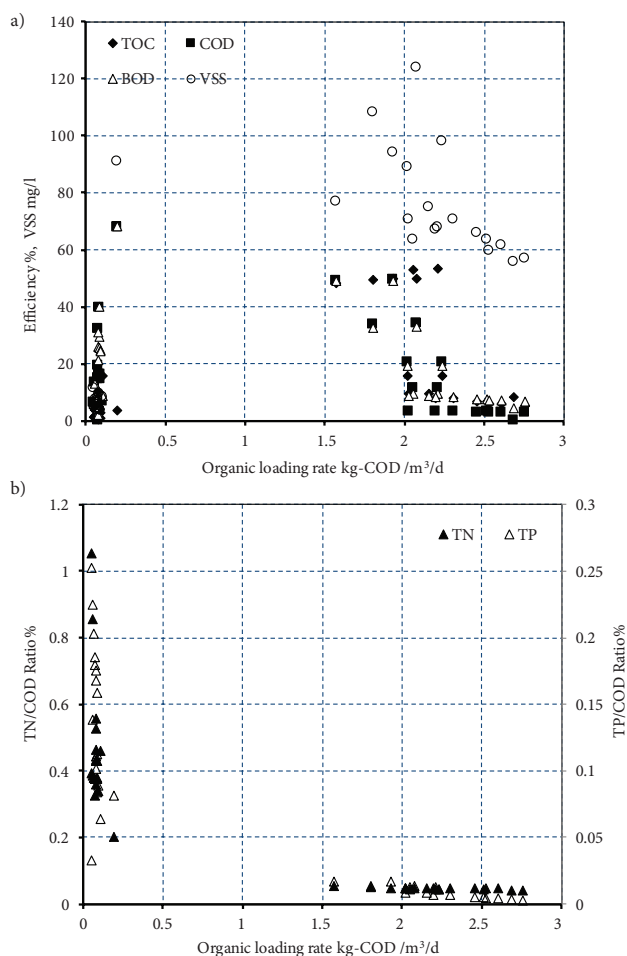 a)
140
120
100
80
60
40
20
0
Efficiency %, VSS mg/l
TOC COD
BOD VSS
0 0.5 1 1.5 2 2.5 3
Organic loading rate kg-COD /m³/d
b)
1.2
1
0.8
0.6
0.4
0.2
0
TN/COD Ratio %
TN TP
0.3
0.25
0.2
0.15
0.1
0.05
0
TP/COD Ratio %
0 0.5 1 1.5 2 2.5 3
Organic loading rate kg-COD /m³/d